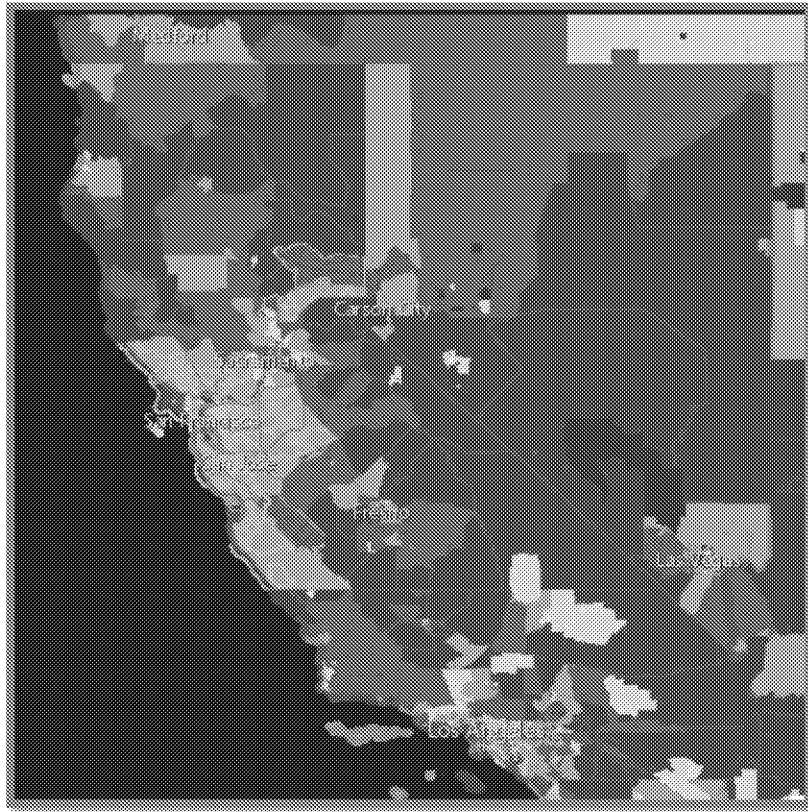 Medford
Carson City
Sacramento
San Francisco
San Jose
Fresno
Las Vegas
Los Angeles